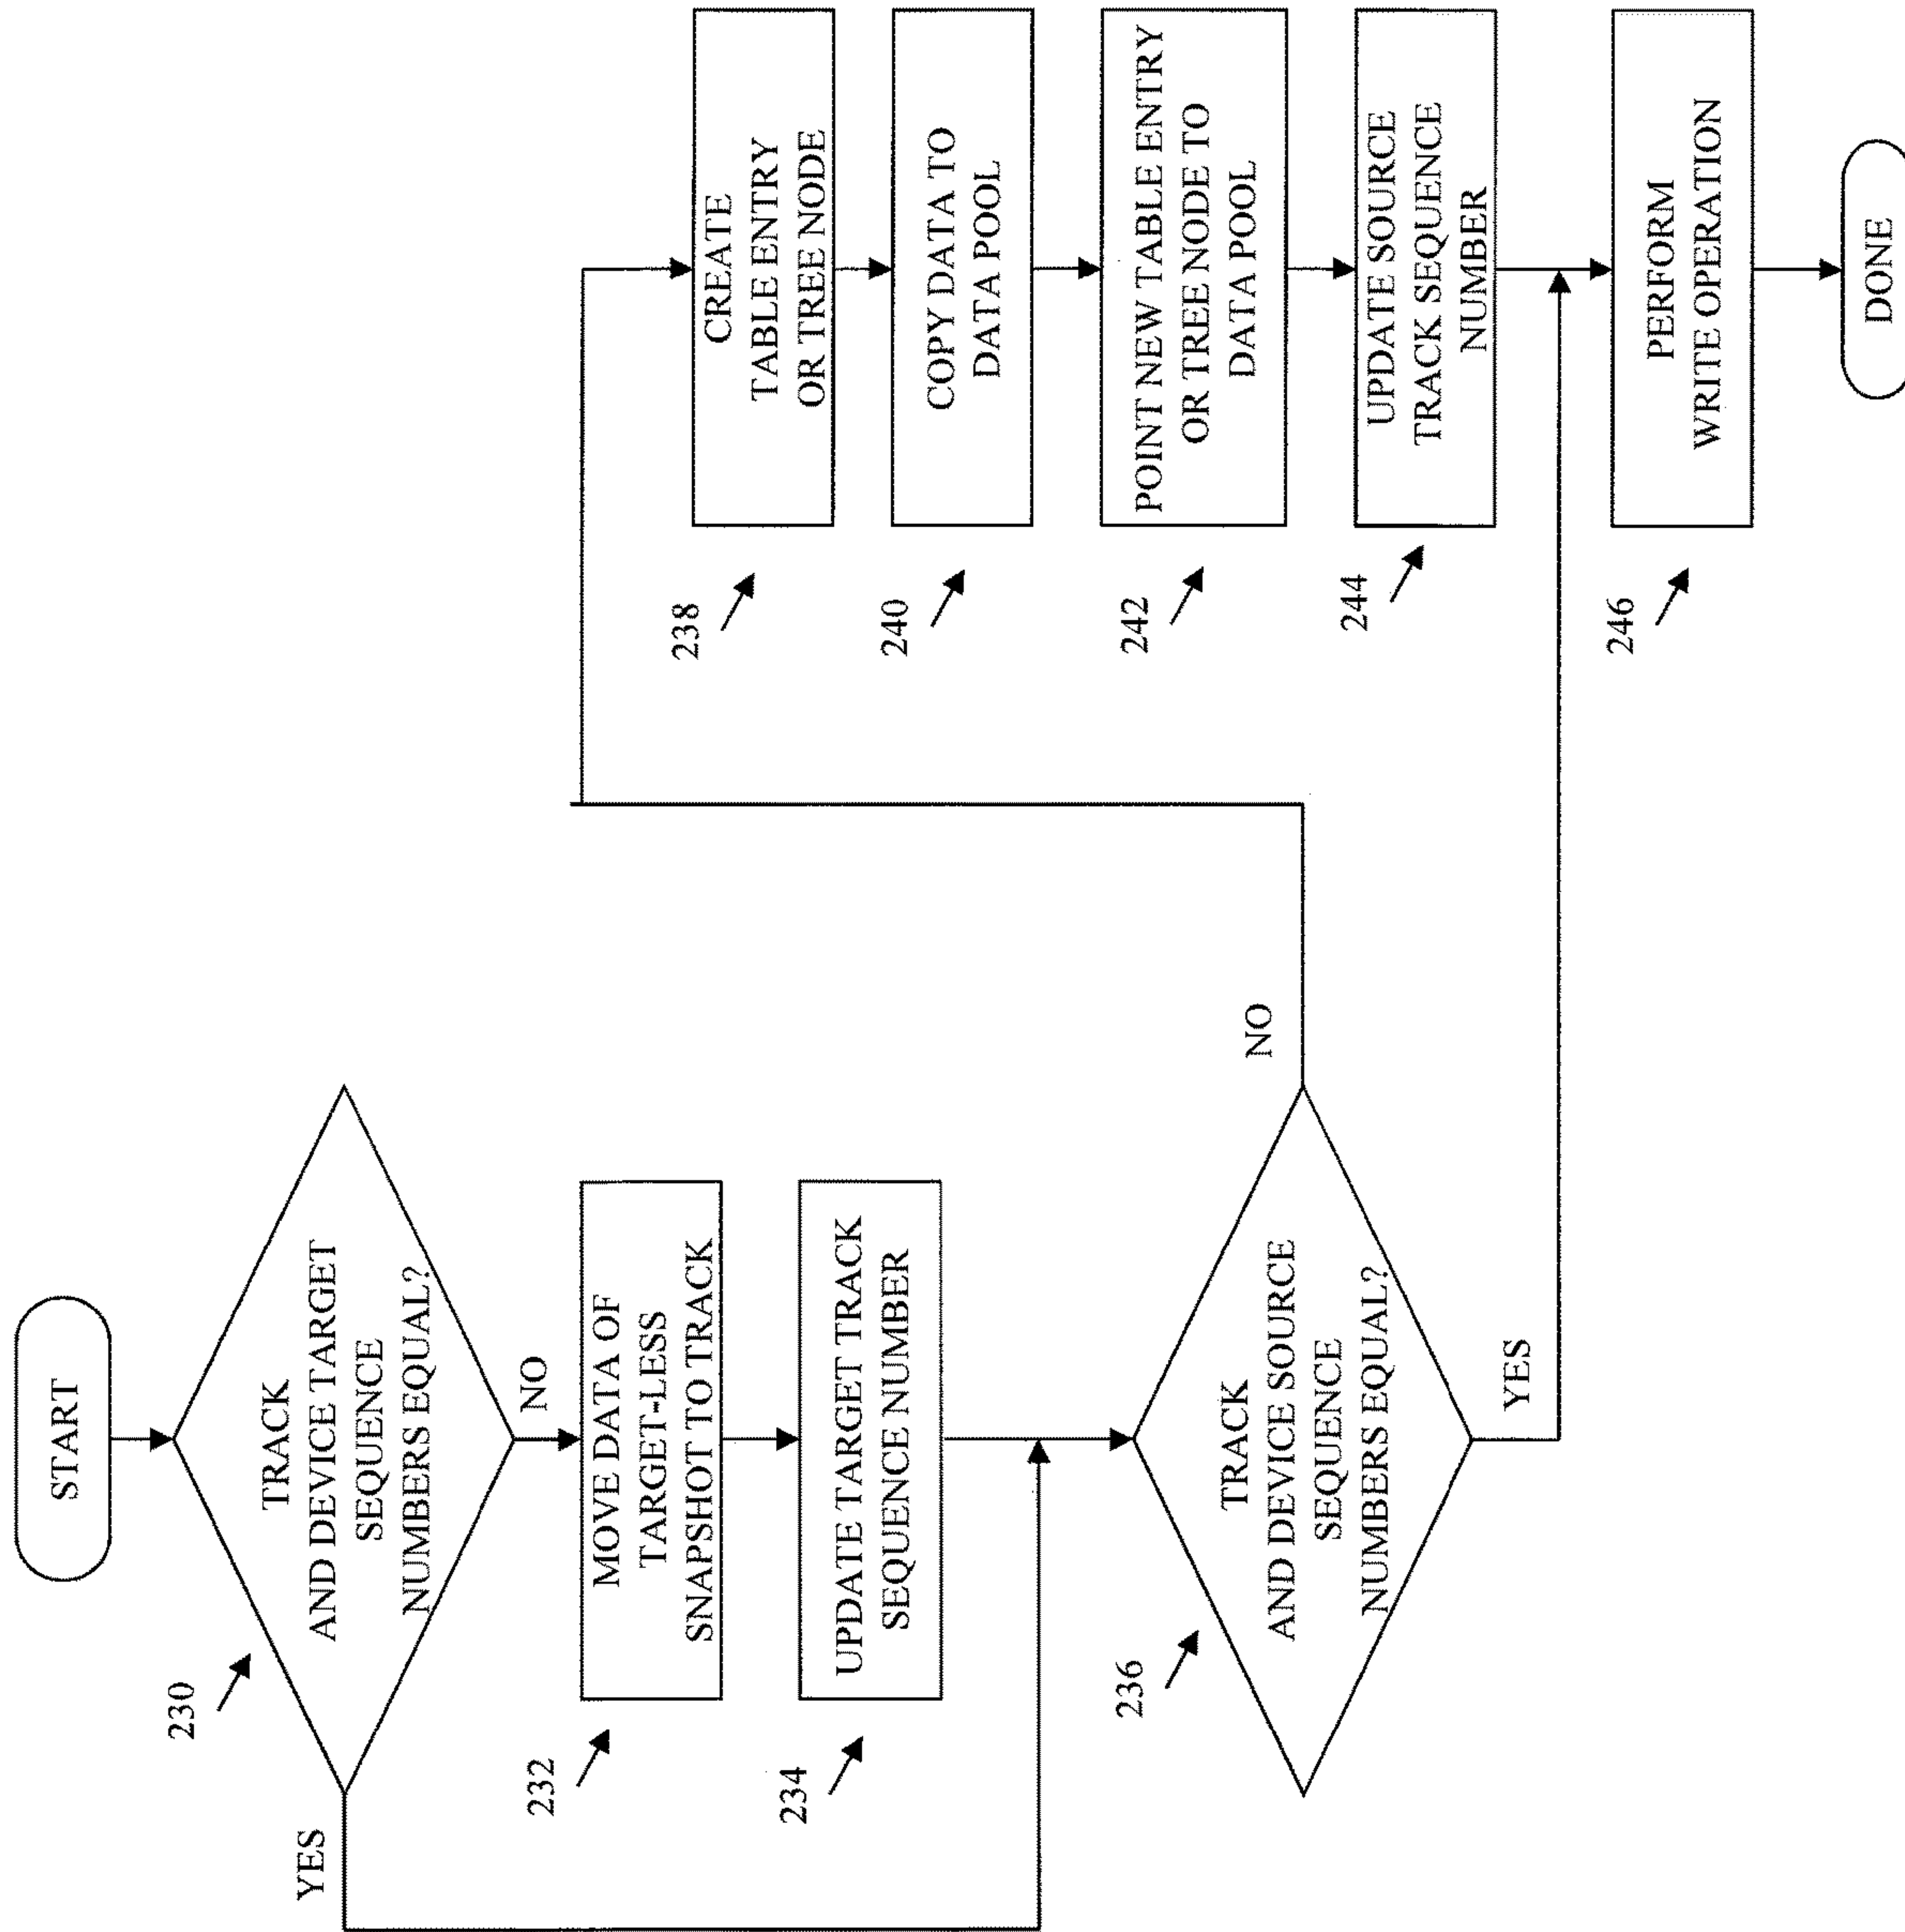 START
TRACK
AND DEVICE TARGET
SEQUENCE
NUMBERS EQUAL?
230
YES
NO
MOVE DATA OF
TARGET-LESS
SNAPSHOT TO TRACK
232
UPDATE TARGET TRACK
SEQUENCE NUMBER
234
TRACK
AND DEVICE SOURCE
SEQUENCE
NUMBERS EQUAL?
236
NO
YES
CREATE
TABLE ENTRY
OR TREE NODE
238
COPY DATA TO
DATA POOL
240
POINT NEW TABLE ENTRY
OR TREE NODE TO
DATA POOL
242
UPDATE SOURCE
TRACK SEQUENCE
NUMBER
244
PERFORM
WRITE OPERATION
246
DONE